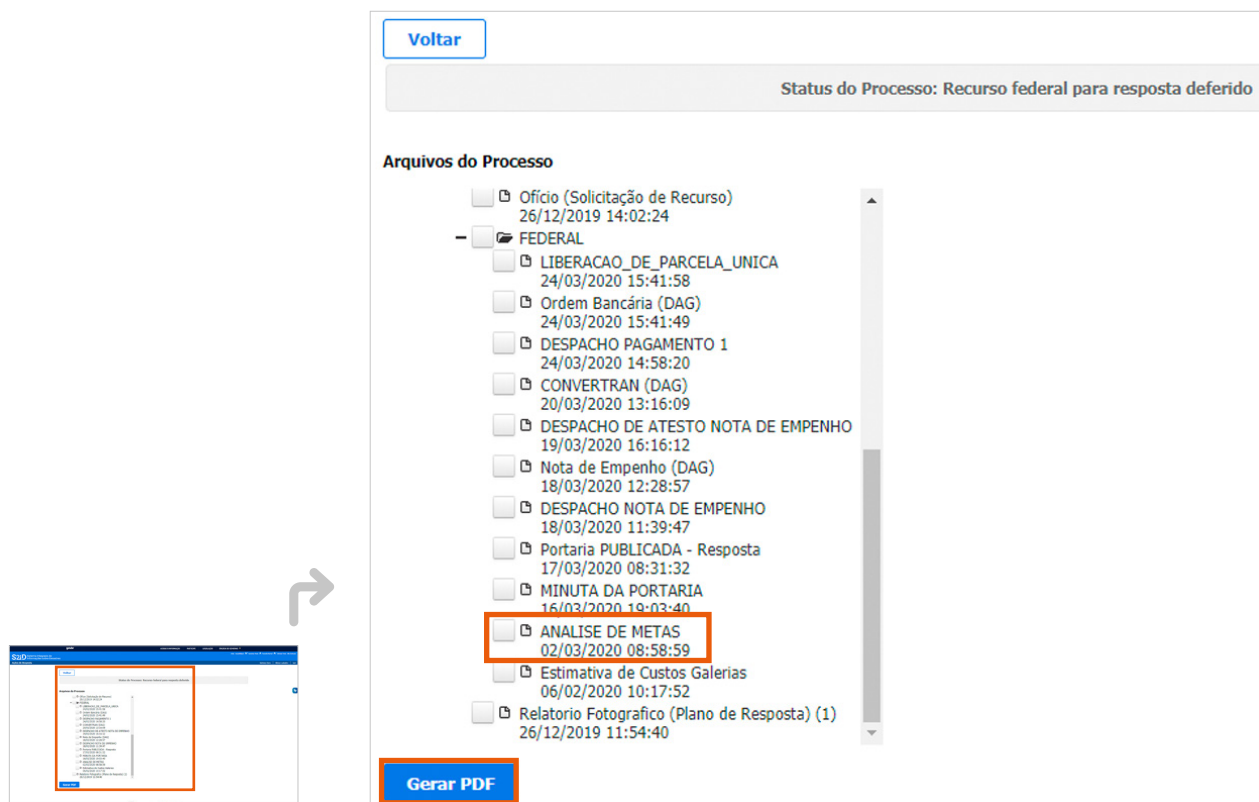 Voltar
Status do Processo: Recurso federal para resposta deferido
Arquivos do Processo
Ofício (Solicitação de Recurso)
26/12/2019 14:02:24
FEDERAL
LIBERACAO_DE_PARCELA_UNICA
24/03/2020 15:41:58
Ordem Bancária (DAG)
24/03/2020 15:41:49
DESPACHO PAGAMENTO 1
24/03/2020 14:58:20
CONVERTRAN (DAG)
20/03/2020 13:16:09
DESPACHO DE ATESTO NOTA DE EMPENHO
19/03/2020 16:16:12
Nota de Empenho (DAG)
18/03/2020 12:28:57
DESPACHO NOTA DE EMPENHO
18/03/2020 11:39:47
Portaria PUBLICADA - Resposta
17/03/2020 08:31:32
MINUTA DA PORTARIA
16/03/2020 19:03:40
ANALISE DE METAS
02/03/2020 08:58:59
Estimativa de Custos Galerias
06/02/2020 10:17:52
Relatorio Fotografico (Plano de Resposta) (1)
26/12/2019 11:54:40
Gerar PDF